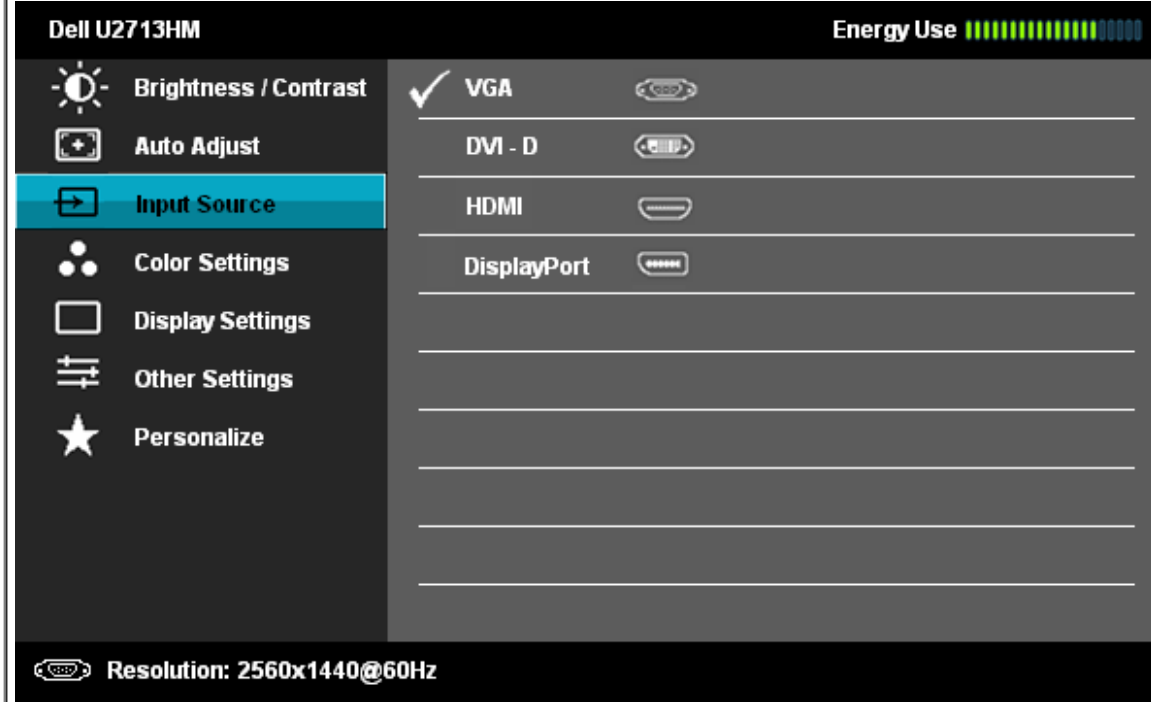 Dell U2713HM
Energy Use
Brightness / Contrast
VGA
Auto Adjust
DVI - D
Input Source
HDMI
Color Settings
DisplayPort
Display Settings
Other Settings
Personalize
Resolution: 2560x1440@60Hz